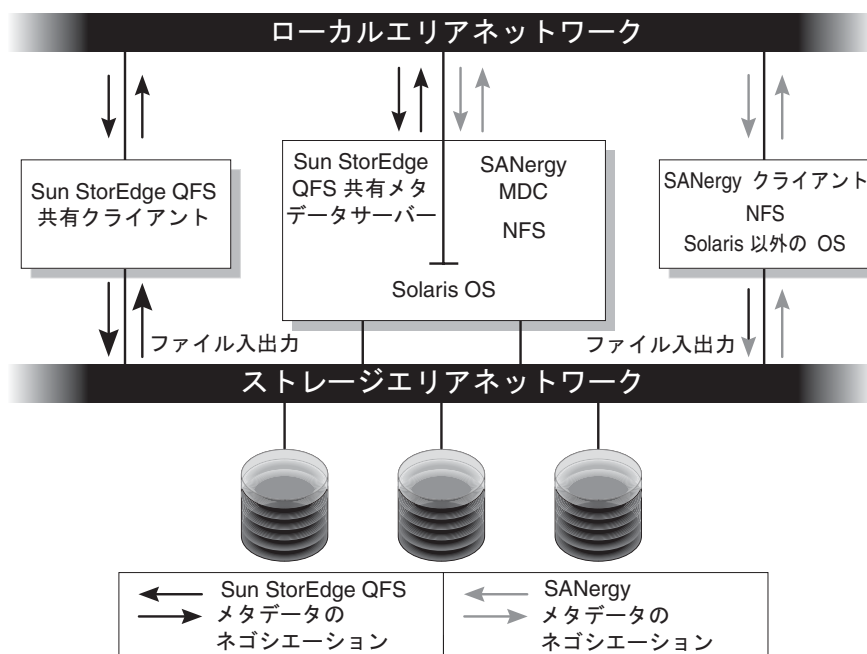 ローカルエリアネットワーク
Sun StorEdge QFS
共有クライアント
Sun StorEdge
QFS 共有メタ
データサーバー
SANergy
MDC
NFS
Solaris OS
SANergy クライアント
NFS
Solaris 以外の OS
ファイル入出力
ファイル入出力
ストレージエリアネットワーク
Sun StorEdge QFS
メタデータの
ネゴシエーション
SANergy
メタデータの
ネゴシエーション